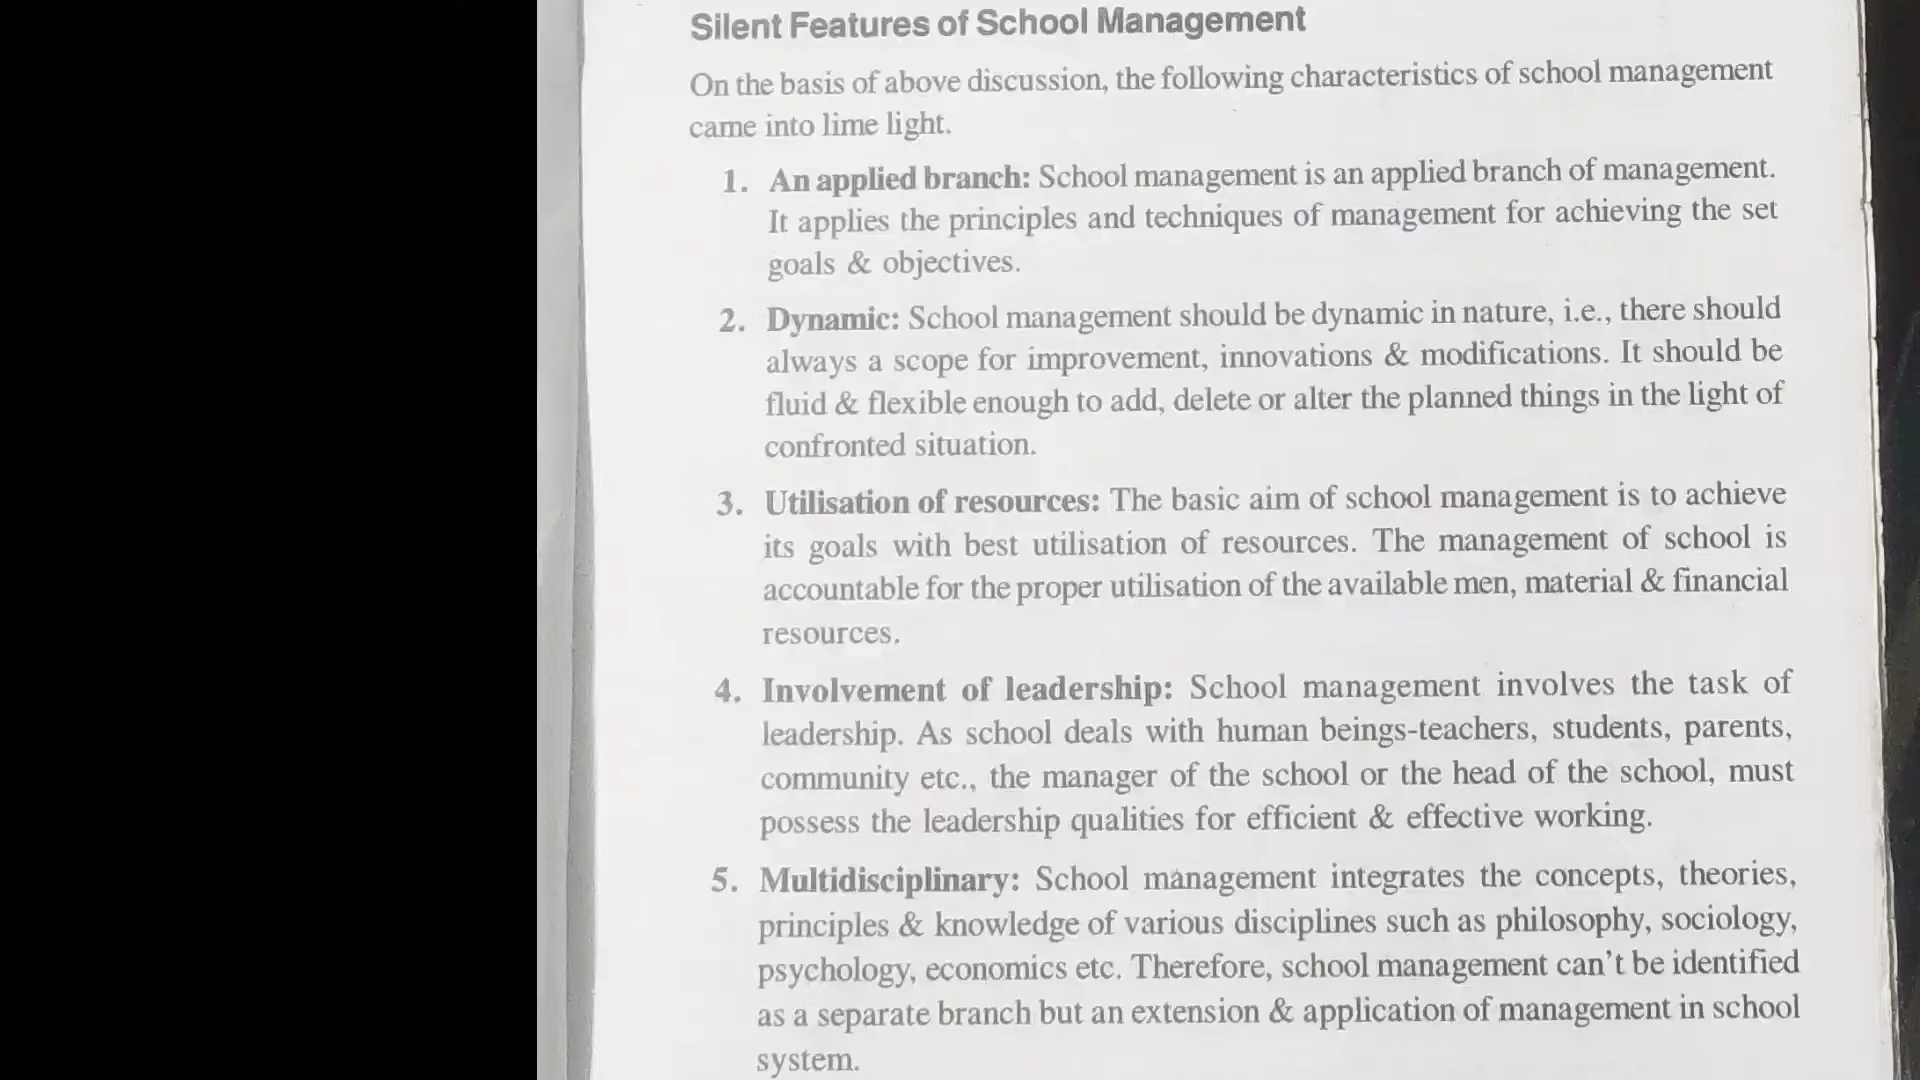 Silent Features of School Management
On the basis of above discussion, the following characteristics of school management
came into lime light.
1. An applied branch: School management is an applied branch of management.
It applies the principles and techniques of management for achieving the set
goals & objectives.
2. Dynamic: School management should be dynamic in nature, i.e., there should
always a scope for improvement, innovations & modifications. It should be
fluid & flexible enough to add, delete or alter the planned things in the light of
confronted situation.
3. Utilisation of resources: The basic aim of school management is to achieve
its goals with best utilisation of resources. The management of school is
accountable for the proper utilisation of the available men, material & financial
resources.
4. Involvement of leadership: School management involves the task of
leadership. As school deals with human beings-teachers, students, parents,
community etc., the manager of the school or the head of the school, must
possess the leadership qualities for efficient & effective working.
5. Multidisciplinary: School management integrates the concepts, theories,
principles & knowledge of various disciplines such as philosophy, sociology,
psychology, economics etc. Therefore, school management can't be identified
as a separate branch but an extension & application of management in school
system.